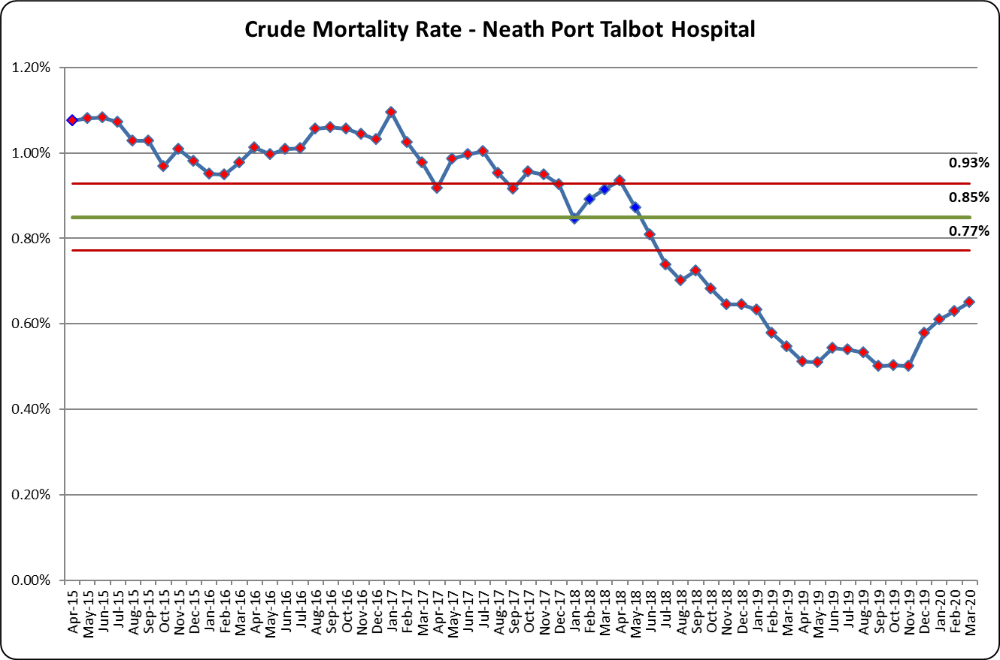 Crude Mortality Rate - Neath Port Talbot Hospital
1.20%
1.00%
0.93%
0.85%
0.80%
0.77%
0.60%
0.40%
0.20%
0.00%
Apr-15
May-15
Jun-15
Jul-15
Aug-15
Sep-15
Oct-15
Nov-15
Dec-15
Jan-16
Feb-16
Mar-16
Apr-16
May-16
Jun-16
Jul-16
Aug-16
Sep-16
Oct-16
Nov-16
Dec-16
Jan-17
Feb-17
Mar-17
Apr-17
May-17
Jun-17
Jul-17
Aug-17
Sep-17
Oct-17
Nov-17
Dec-17
Jan-18
Feb-18
Mar-18
Apr-18
May-18
Jun-18
Jul-18
Aug-18
Sep-18
Oct-18
Nov-18
Dec-18
Jan-19
Feb-19
Mar-19
Apr-19
May-19
Jun-19
Jul-19
Aug-19
Sep-19
Oct-19
Nov-19
Dec-19
Jan-20
Feb-20
Mar-20